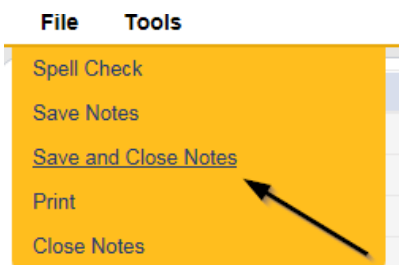 File Tools
Spell Check
Save Notes
Save and Close Notes
Print
Close Notes